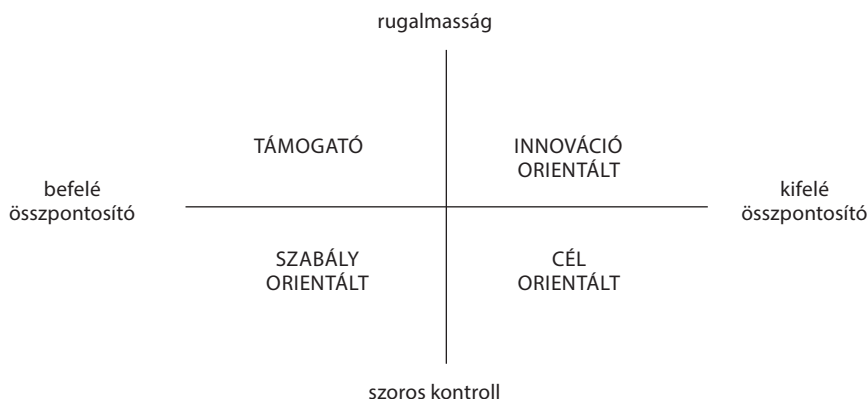 rugalmasság
TÁMOGATÓ
INNOVÁCIÓ
ORIENTÁLT
befelé
összpontosító
kifelé
összpontosító
SZABÁLY
ORIENTÁLT
CÉL
ORIENTÁLT
szoros kontroll